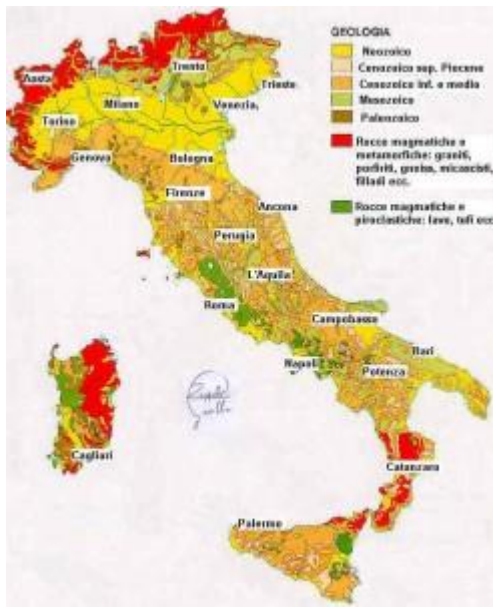 GEOLOGIA
Neozoico
Cenozoico sup. Pliocene
Cenozoico inf. e medio
Mesozoico
Paleozoico
Rocce magmatiche e
metamorfiche: graniti,
porfiriti, gneiss, micascisti,
filladi ecc.
Rocce magmatiche e
piroclastiche: lave, tufi ecc
Aosta
Trento
Trieste
Milano
Venezia
Torino
Genova
Bologna
Firenze
Ancona
Perugia
L'Aquila
Roma
Campobasso
Bari
Napoli
Potenza
Cagliari
Catanzaro
Palermo